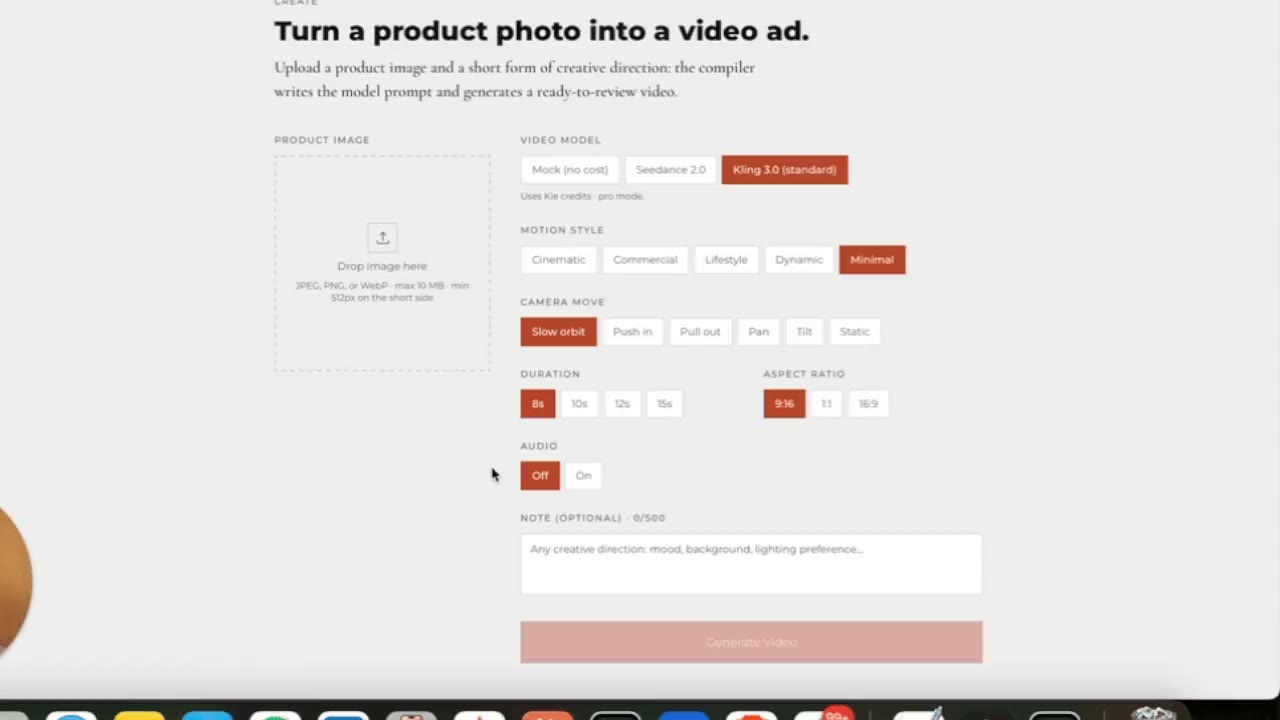 CREATE
Turn a product photo into a video ad.
Upload a product image and a short form of creative direction: the compiler
writes the model prompt and generates a ready-to-review video.
PRODUCT IMAGE
Drop image here
JPEG, PNG, or WebP · max 10 MB · min
512px on the short side
VIDEO MODEL
Mock (no cost) Seedance 2.0 Kling 3.0 (standard)
Uses Kie credits · pro mode.
MOTION STYLE
Cinematic Commercial Lifestyle Dynamic Minimal
CAMERA MOVE
Slow orbit Push in Pull out Pan Tilt Static
DURATION ASPECT RATIO
8s 10s 12s 15s 9:16 1:1 16:9
AUDIO
Off On
NOTE (OPTIONAL) · 0/500
Any creative direction: mood, background, lighting preference...
Generate Video
99+